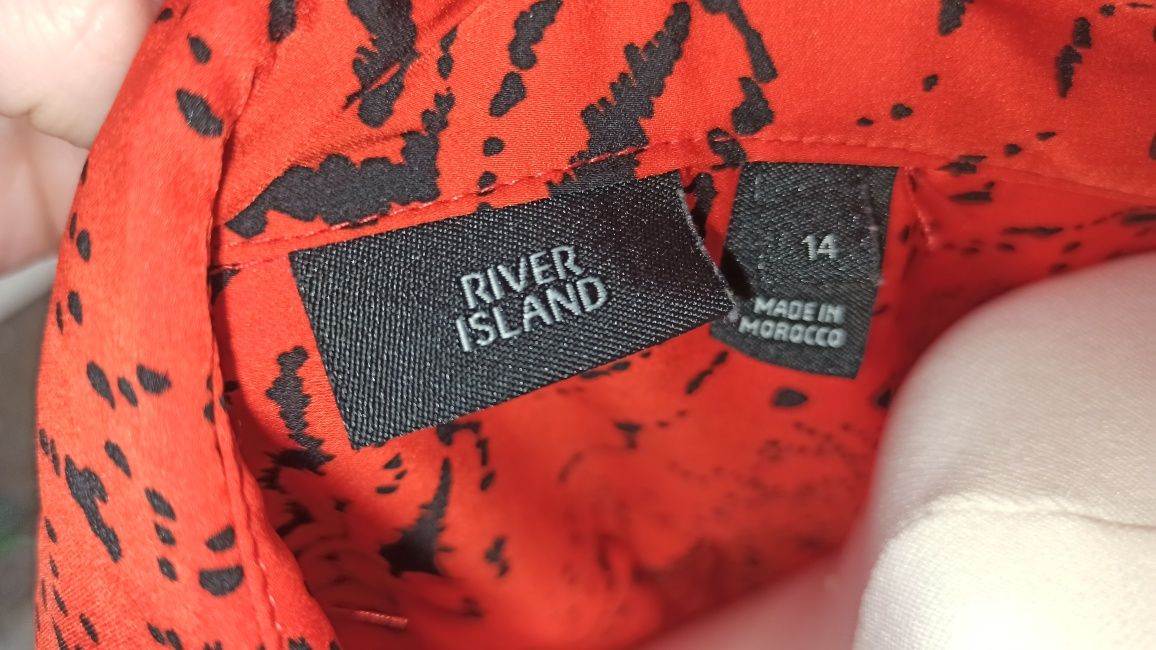 RIVER
ISLAND
14
MADE IN
MOROCCO